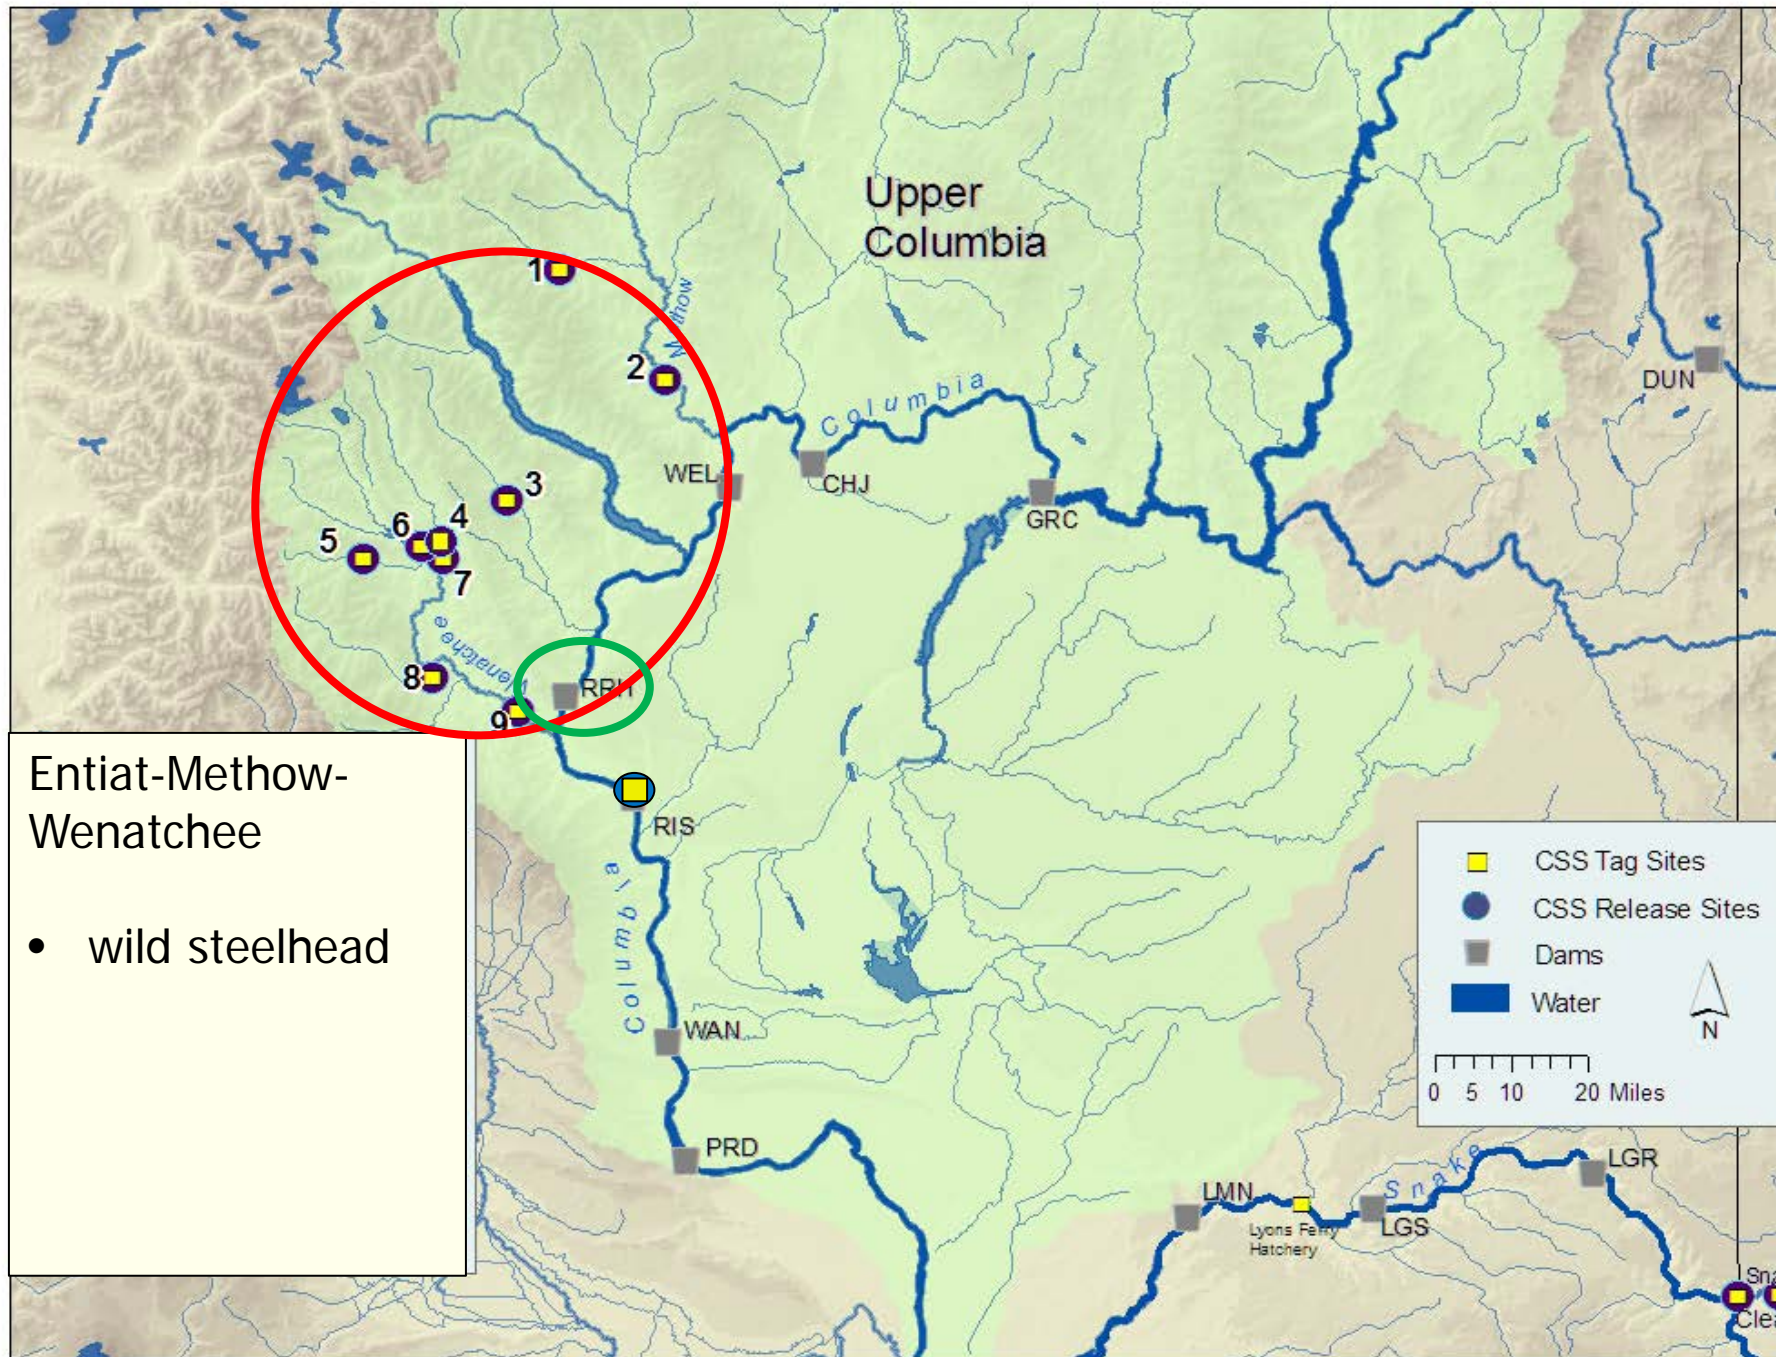 Upper
Columbia
1
Methow
2
DUN
Columbia
WEL
CHJ
3
GRC
4
6
5
7
Wenatchee
8
RRH
9
Entiat-Methow-
Wenatchee
• wild steelhead
RIS
Columbia
WAN
PRD
CSS Tag Sites
CSS Release Sites
Dams
Water
N
0 5 10 20 Miles
LMN
Snake
LGR
Lyons Ferry
Hatchery
LGS
Sna
Clea